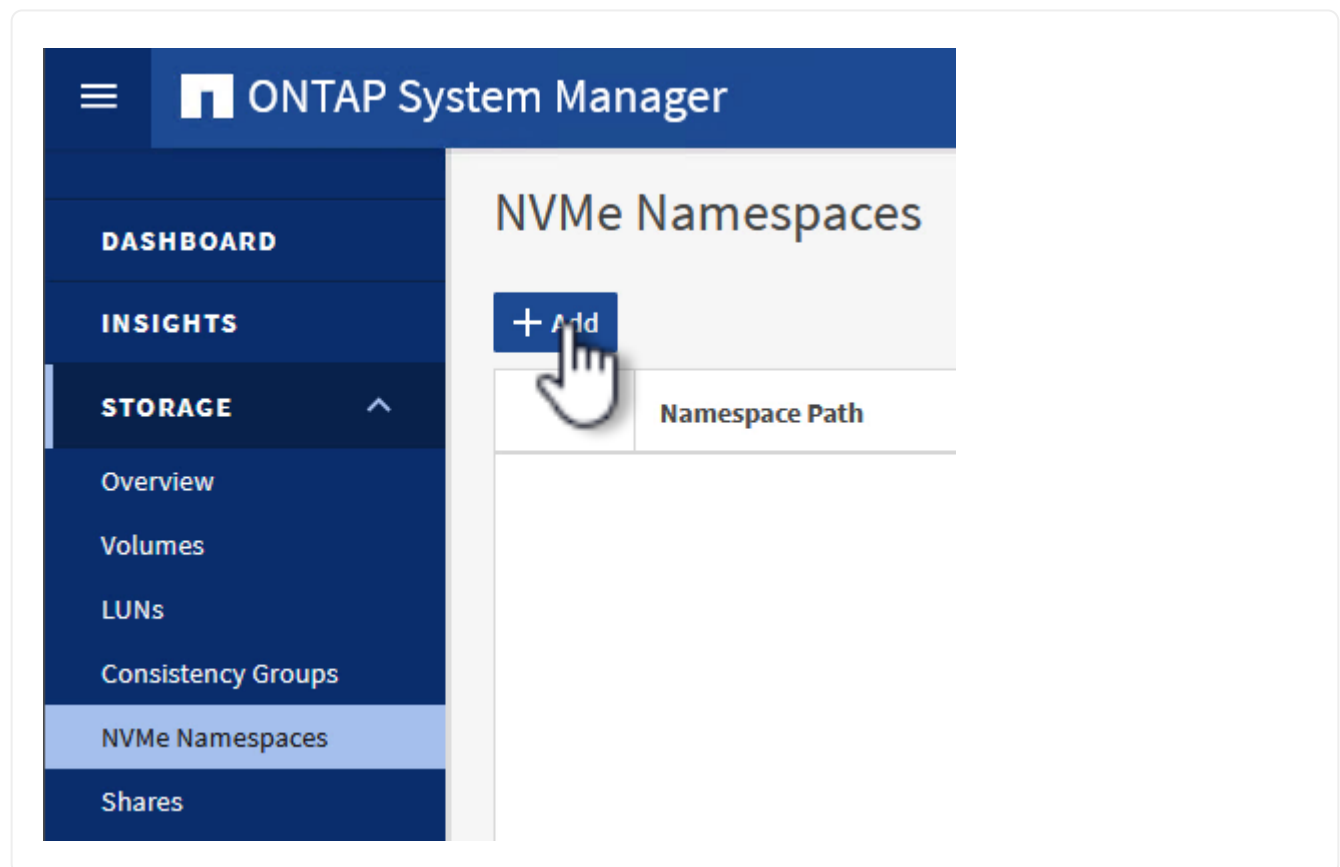 ONTAP System Manager
DASHBOARD
INSIGHTS
STORAGE
Overview
Volumes
LUNs
Consistency Groups
NVMe Namespaces
Shares
NVMe Namespaces
+ Add
Namespace Path